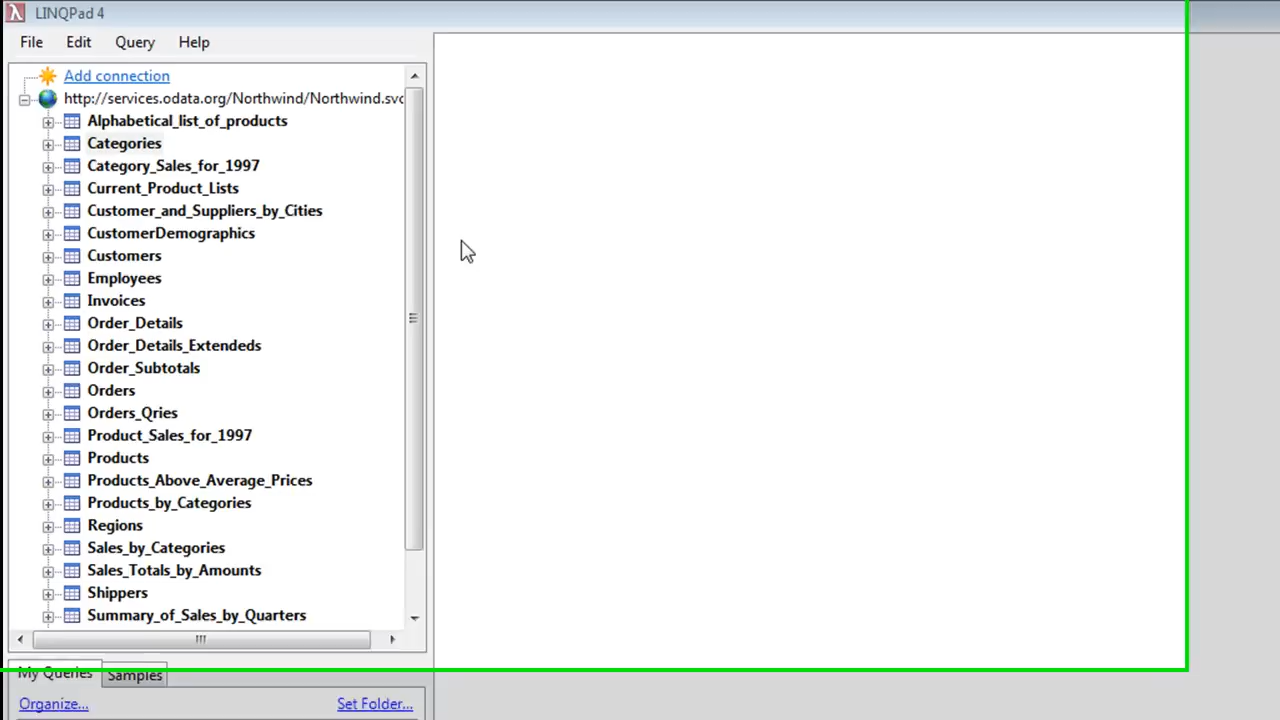 LINQPad 4
File Edit Query Help
Add connection
http://services.odata.org/Northwind/Northwind.svc
Alphabetical_list_of_products
Categories
Category_Sales_for_1997
Current_Product_Lists
Customer_and_Suppliers_by_Cities
CustomerDemographics
Customers
Employees
Invoices
Order_Details
Order_Details_Extendeds
Order_Subtotals
Orders
Orders_Qries
Product_Sales_for_1997
Products
Products_Above_Average_Prices
Products_by_Categories
Regions
Sales_by_Categories
Sales_Totals_by_Amounts
Shippers
Summary_of_Sales_by_Quarters
My Queries Samples
Organize... Set Folder...